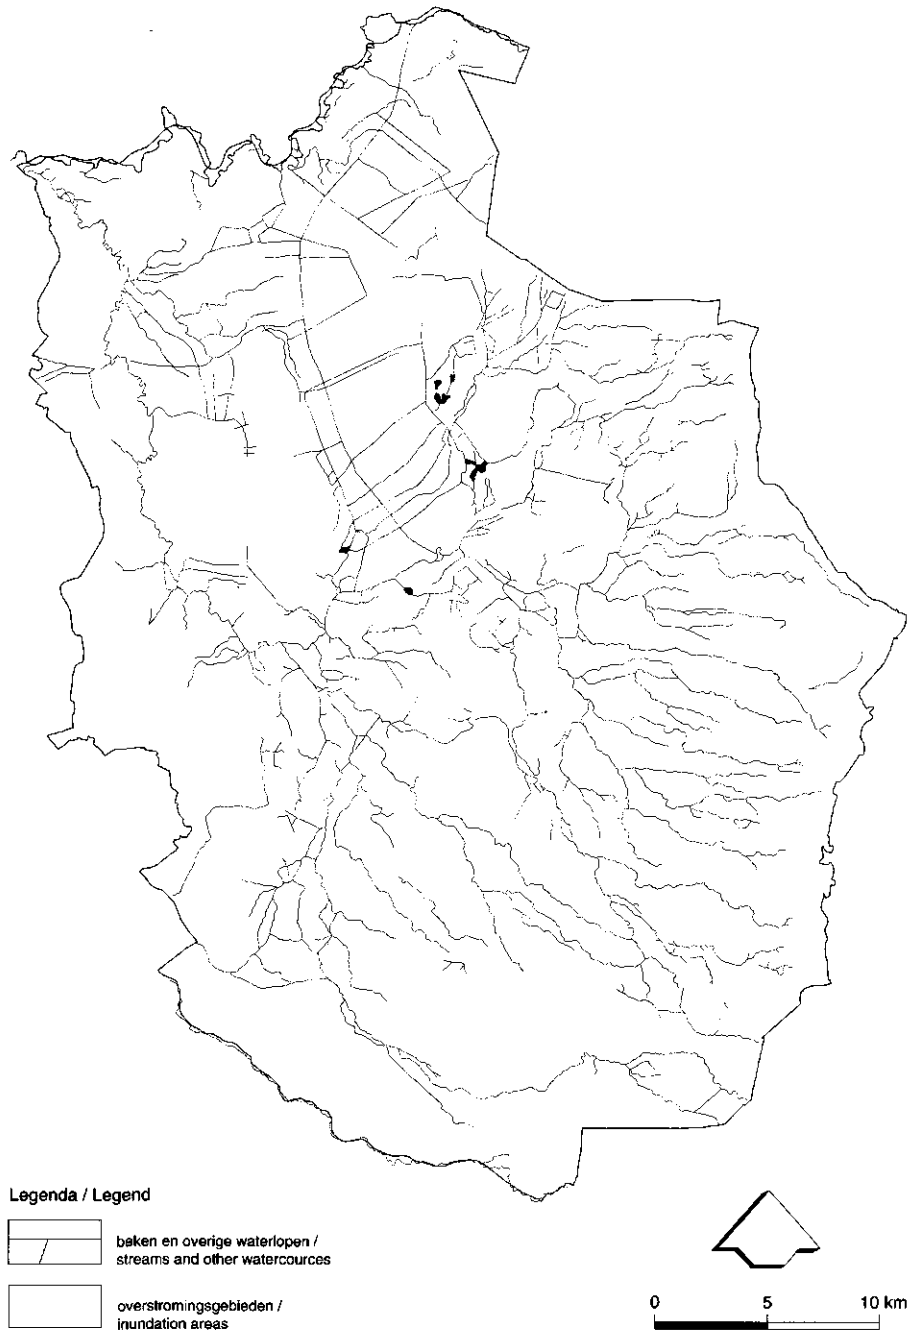 Legenda / Legend
beken en overige waterlopen /
streams and other watercources
overstromingsgebieden /
inundation areas
0 5 10 km